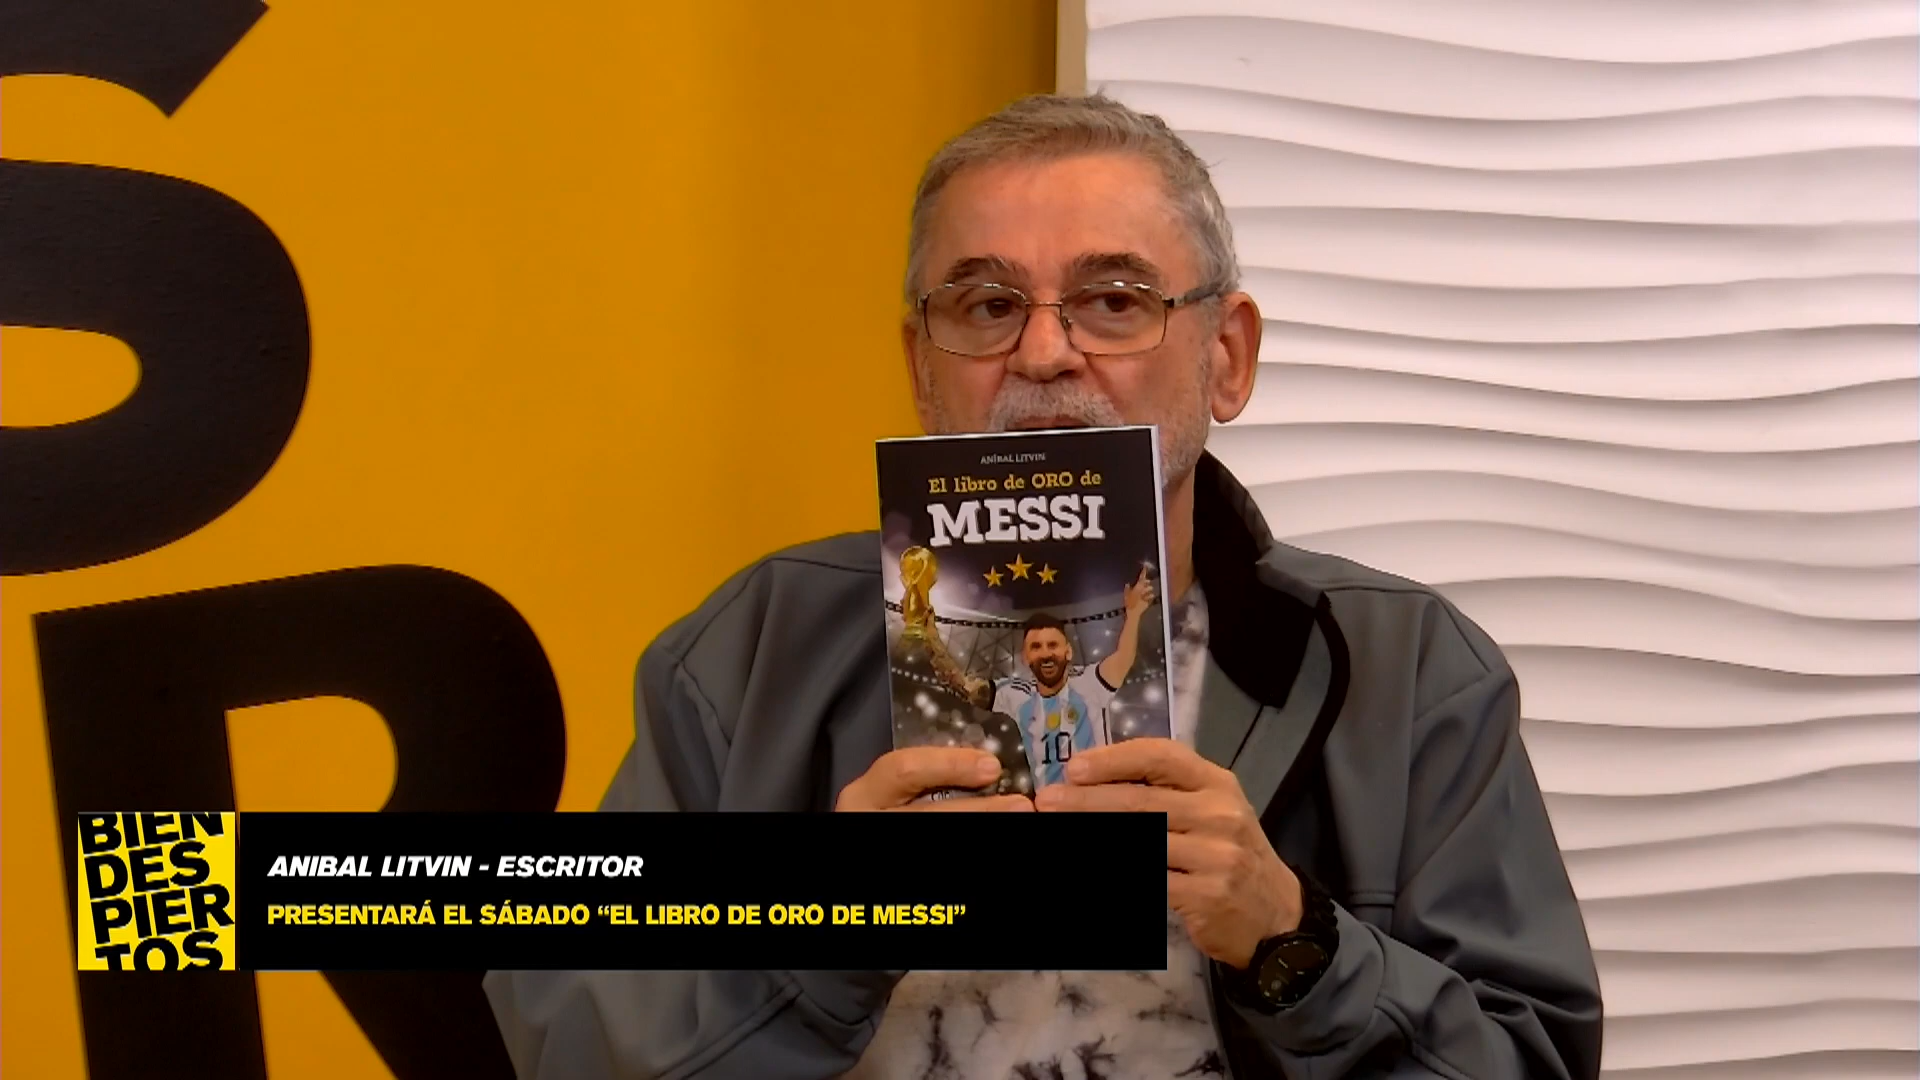 S
R
ANÍBAL LITVIN
El libro de ORO de
MESSI
10
BIEN
DES
PIER
TOS
ANIBAL LITVIN - ESCRITOR
PRESENTARÁ EL SÁBADO “EL LIBRO DE ORO DE MESSI”